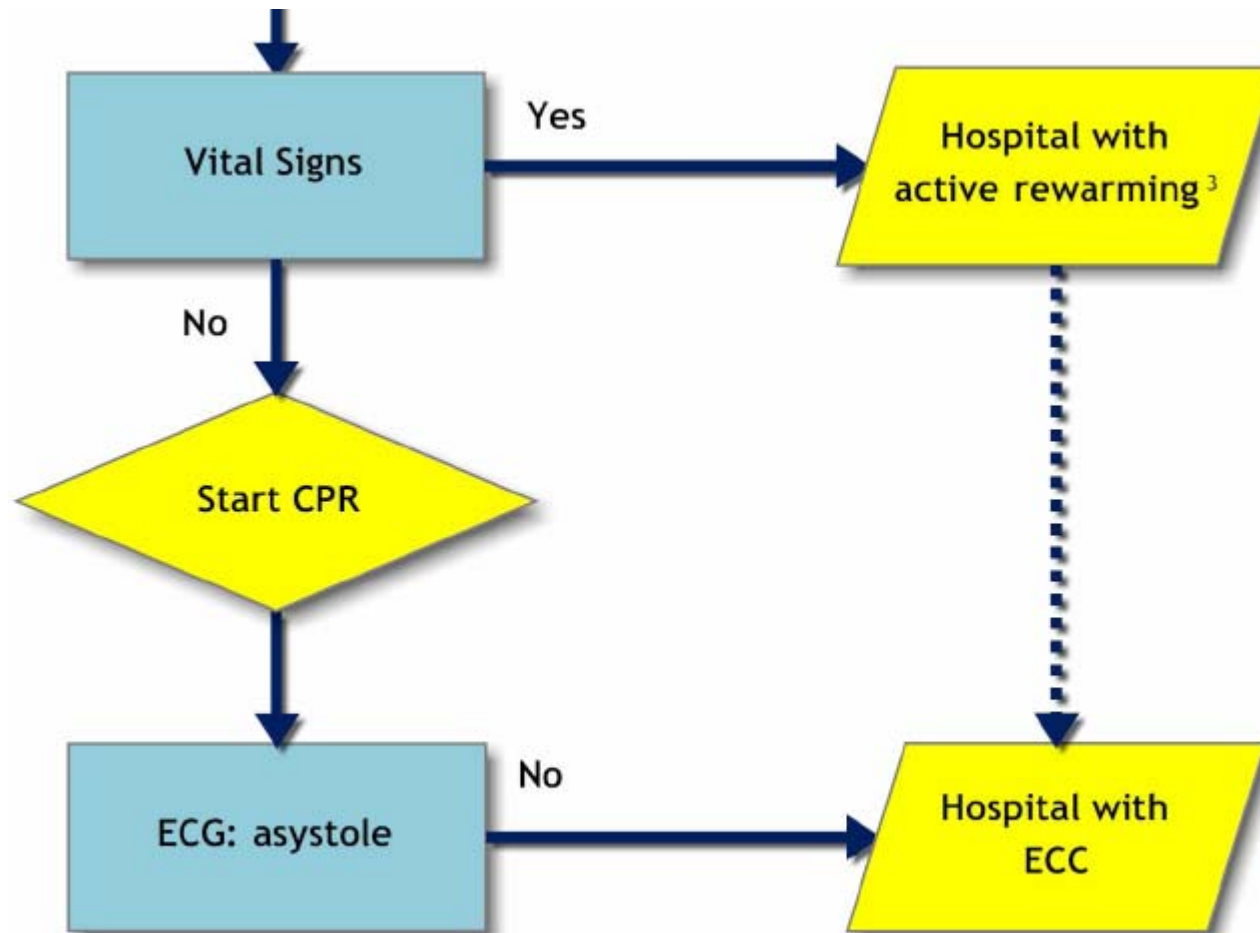 Vital Signs
Yes
Hospital with
active rewarming ³
No
Start CPR
ECG: asystole
No
Hospital with
ECC